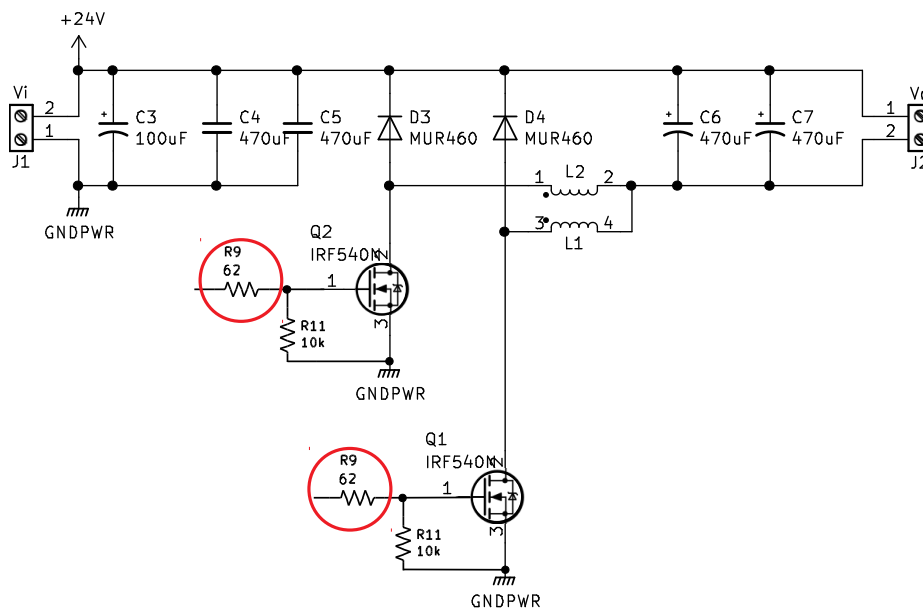 +24V
Vi
2
1
J1
+
C3
100uF
C4
470uF
C5
470uF
D3
MUR460
D4
MUR460
+
C6
470uF
+
C7
470uF
1
2
J2
GNDPWR
1
L2
2
3
4
L1
Q2
IRF540N
2
R9
62
1
3
R11
10k
GNDPWR
Q1
IRF540N
2
R9
62
1
3
R11
10k
GNDPWR